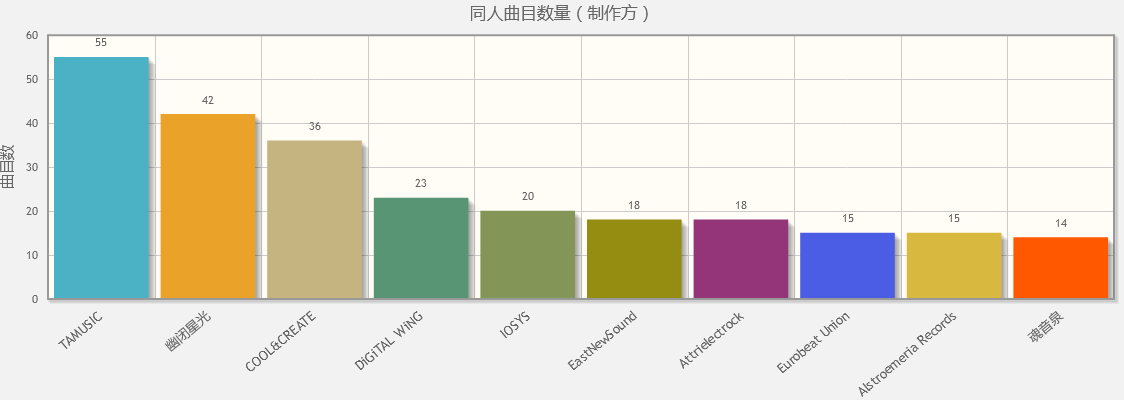 同人曲目数量（制作方）
曲目数
60
50
40
30
20
10
0
55
42
36
23
20
18
18
15
15
14
TAMUSIC
幽闭星光
COOL&CREATE
DiGiTAL WiNG
IOSYS
EastNewSound
Attrielectrock
Eurobeat Union
Alstroemeria Records
魂音泉